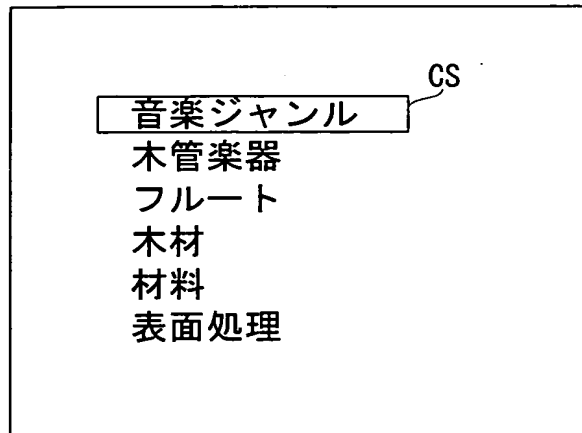 CS
音楽ジャンル
木管楽器
フルート
木材
材料
表面処理